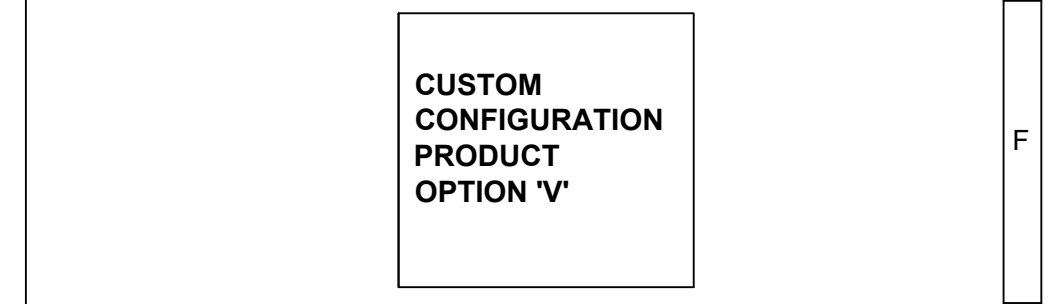 CUSTOM
CONFIGURATION
PRODUCT
OPTION 'V'
F